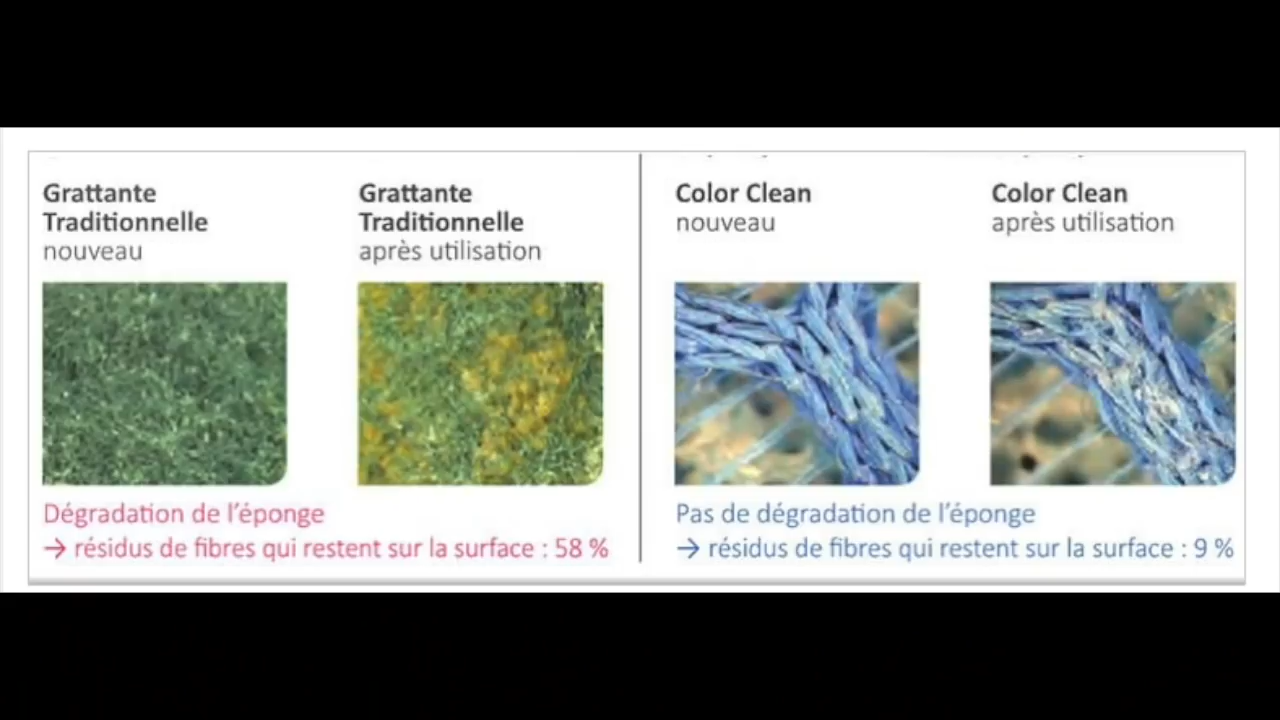 Grattante
Traditionnelle
nouveau
Grattante
Traditionnelle
après utilisation
Color Clean
nouveau
Color Clean
après utilisation
Dégradation de l'éponge
→ résidus de fibres qui restent sur la surface : 58 %
Pas de dégradation de l'éponge
→ résidus de fibres qui restent sur la surface : 9 %